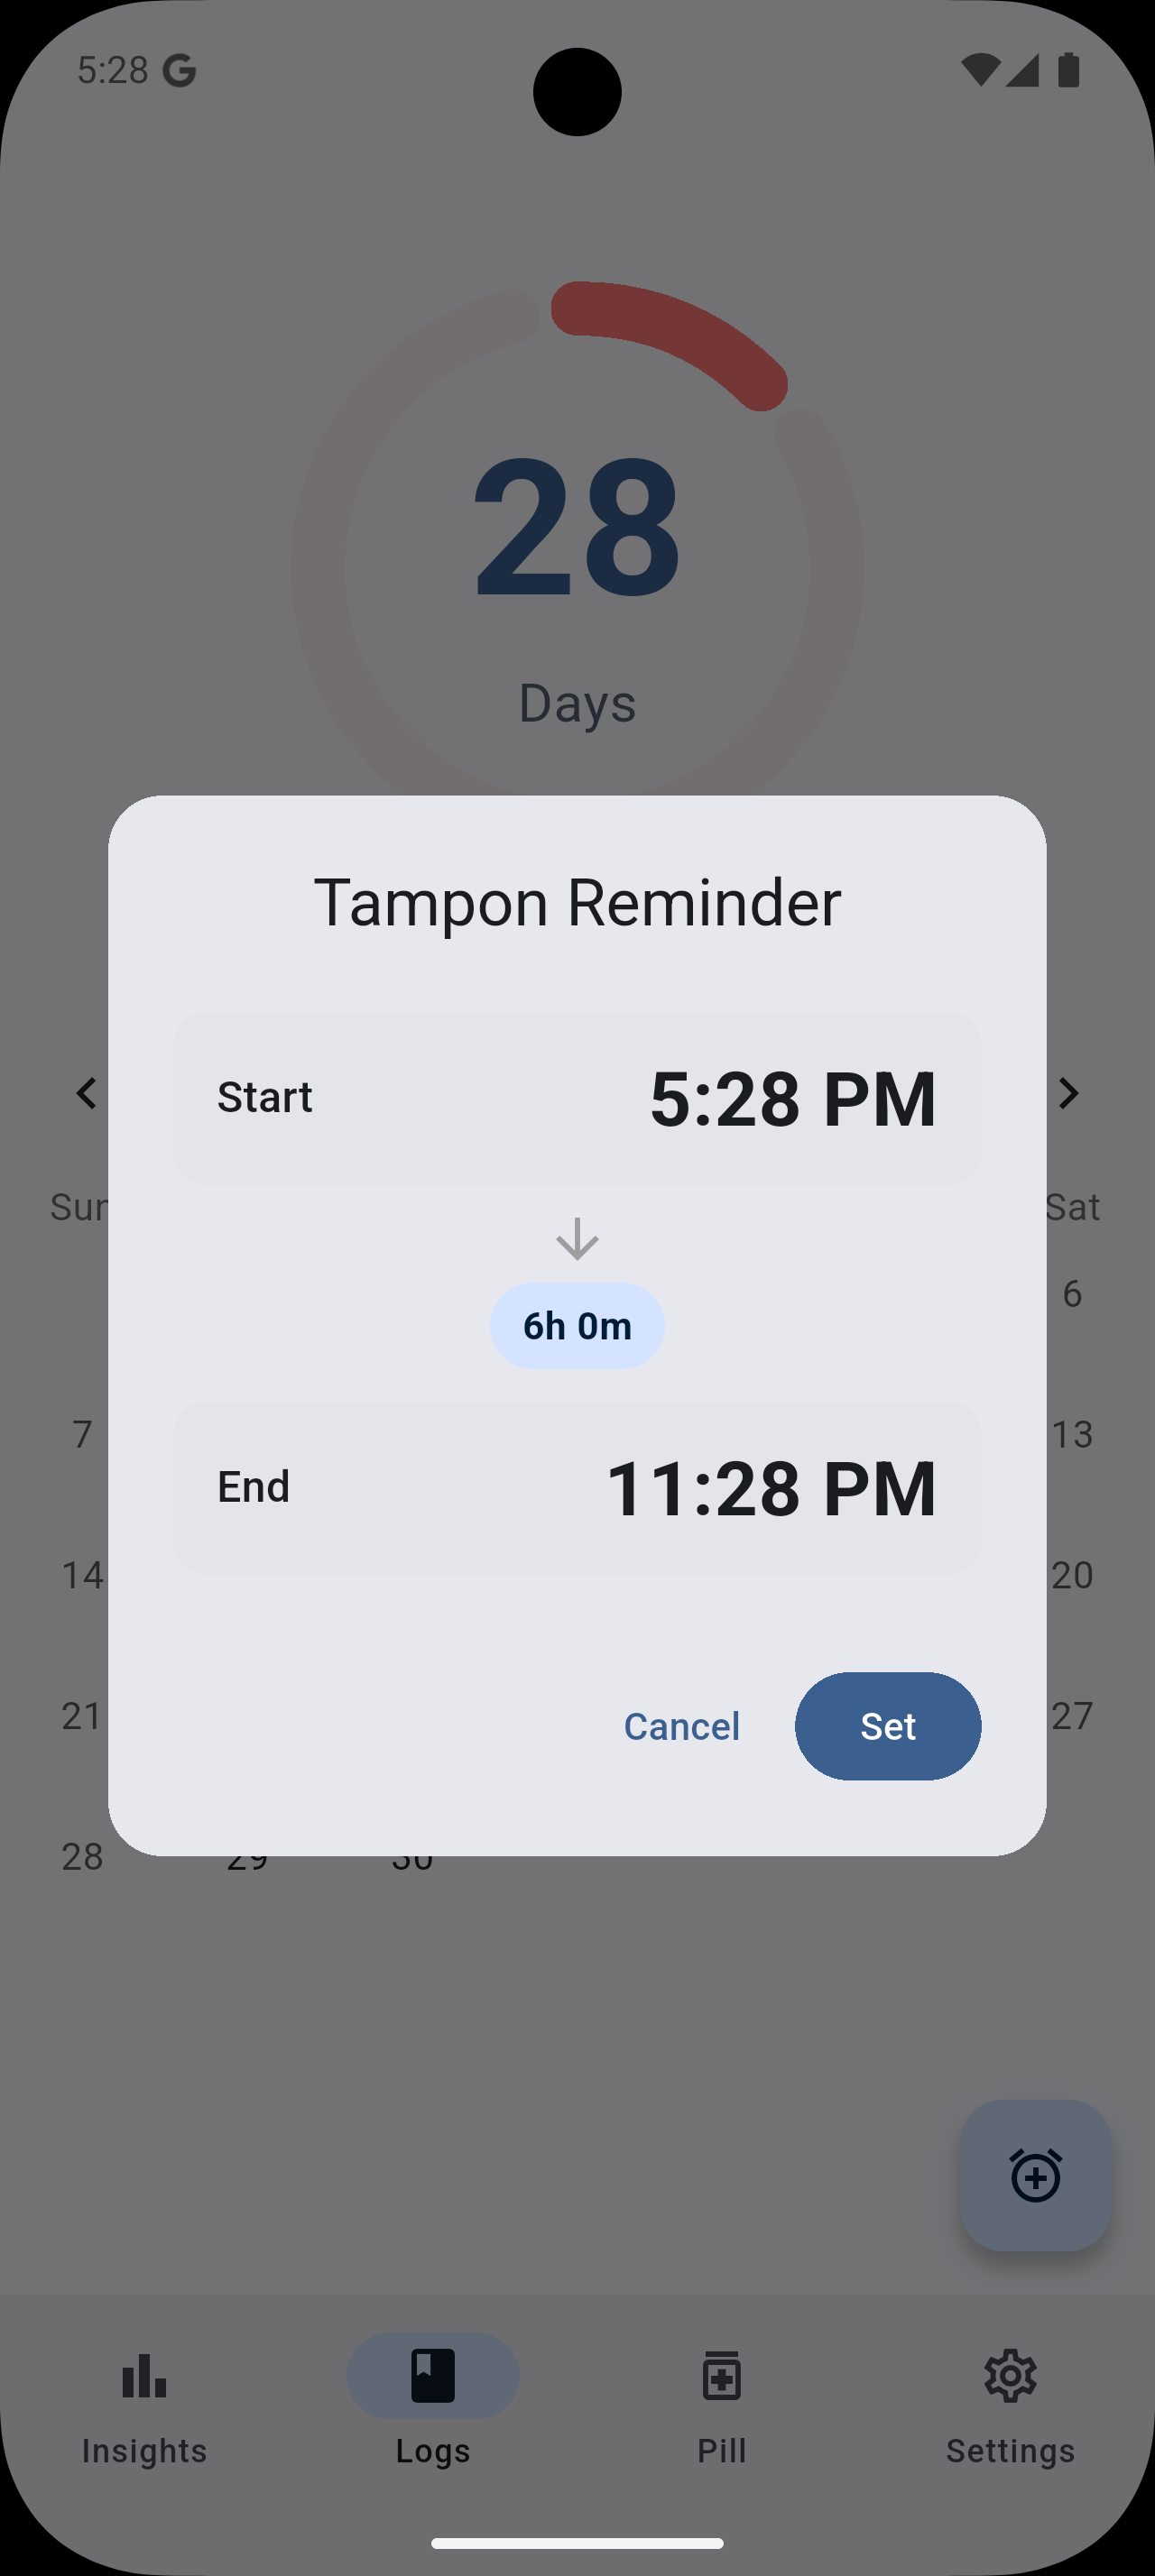 5:28
28
Days
Tampon Reminder
Start 5:28 PM
6h 0m
End 11:28 PM
Cancel Set
Sat
6
7 13
14 20
21 27
28 29 30
Insights Logs Pill Settings